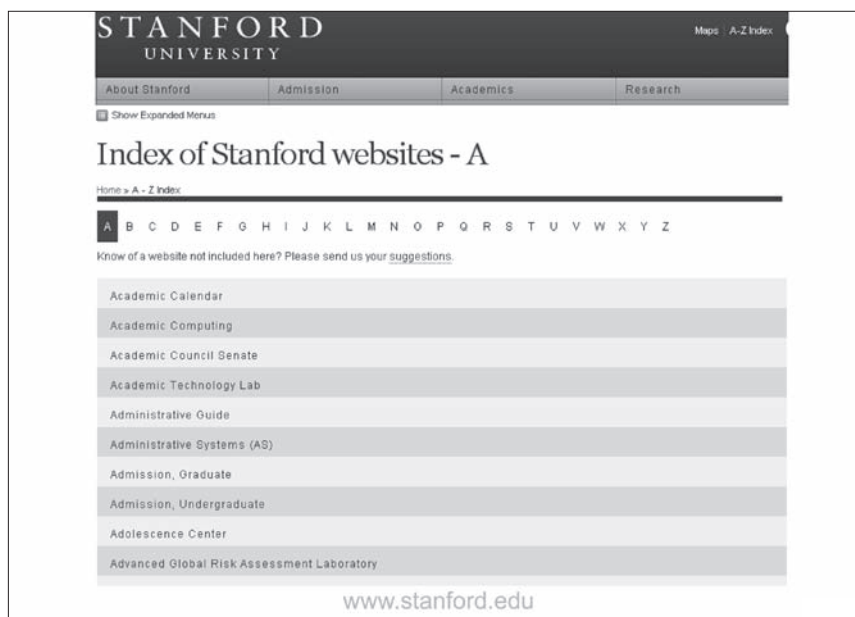 STANFORD
UNIVERSITY
Maps A-Z Index
About Stanford Admission Academics Research
Show Expanded Menus
Index of Stanford websites - A
Home » A - Z Index
A B C D E F G H I J K L M N O P Q R S T U V W X Y Z
Know of a website not included here? Please send us your suggestions.
Academic Calendar
Academic Computing
Academic Council Senate
Academic Technology Lab
Administrative Guide
Administrative Systems (AS)
Admission, Graduate
Admission, Undergraduate
Adolescence Center
Advanced Global Risk Assessment Laboratory
www.stanford.edu